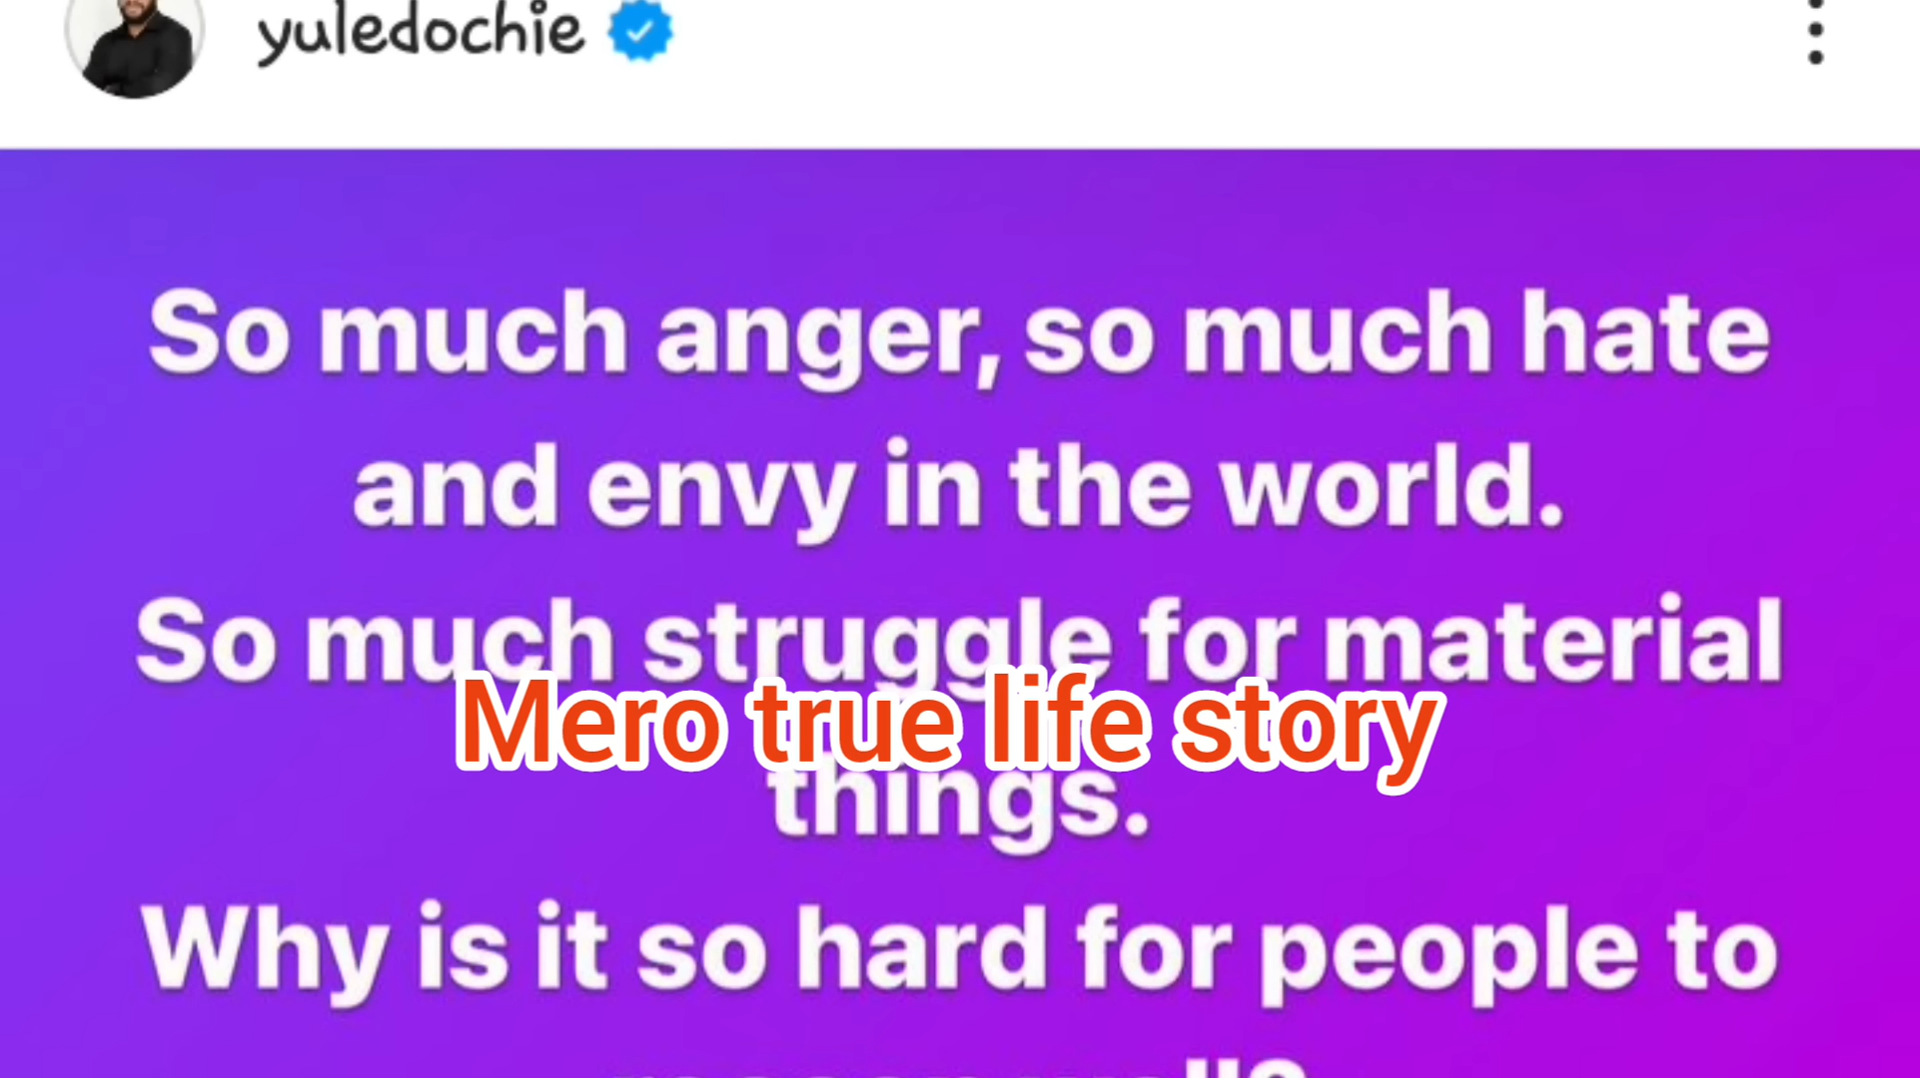 yuledochie
So much anger, so much hate
and envy in the world.
So much struggle for material
Mero true life story
things.
Why is it so hard for people to